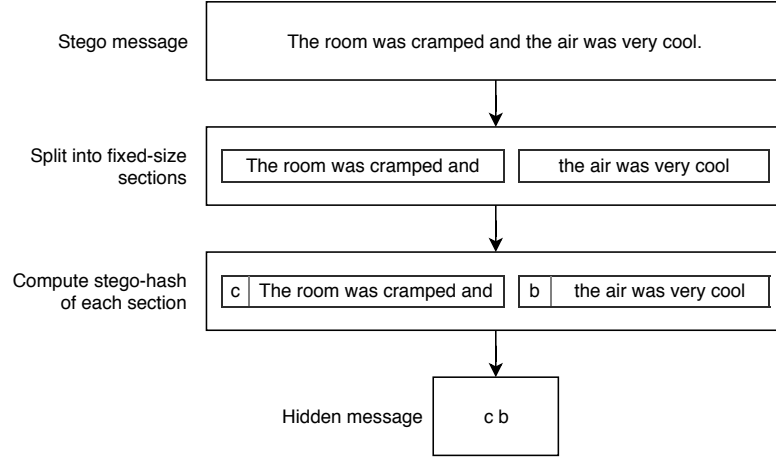 Stego message
The room was cramped and the air was very cool.
Split into fixed-size
sections
The room was cramped and
the air was very cool
Compute stego-hash
of each section
c
The room was cramped and
b
the air was very cool
Hidden message
c b